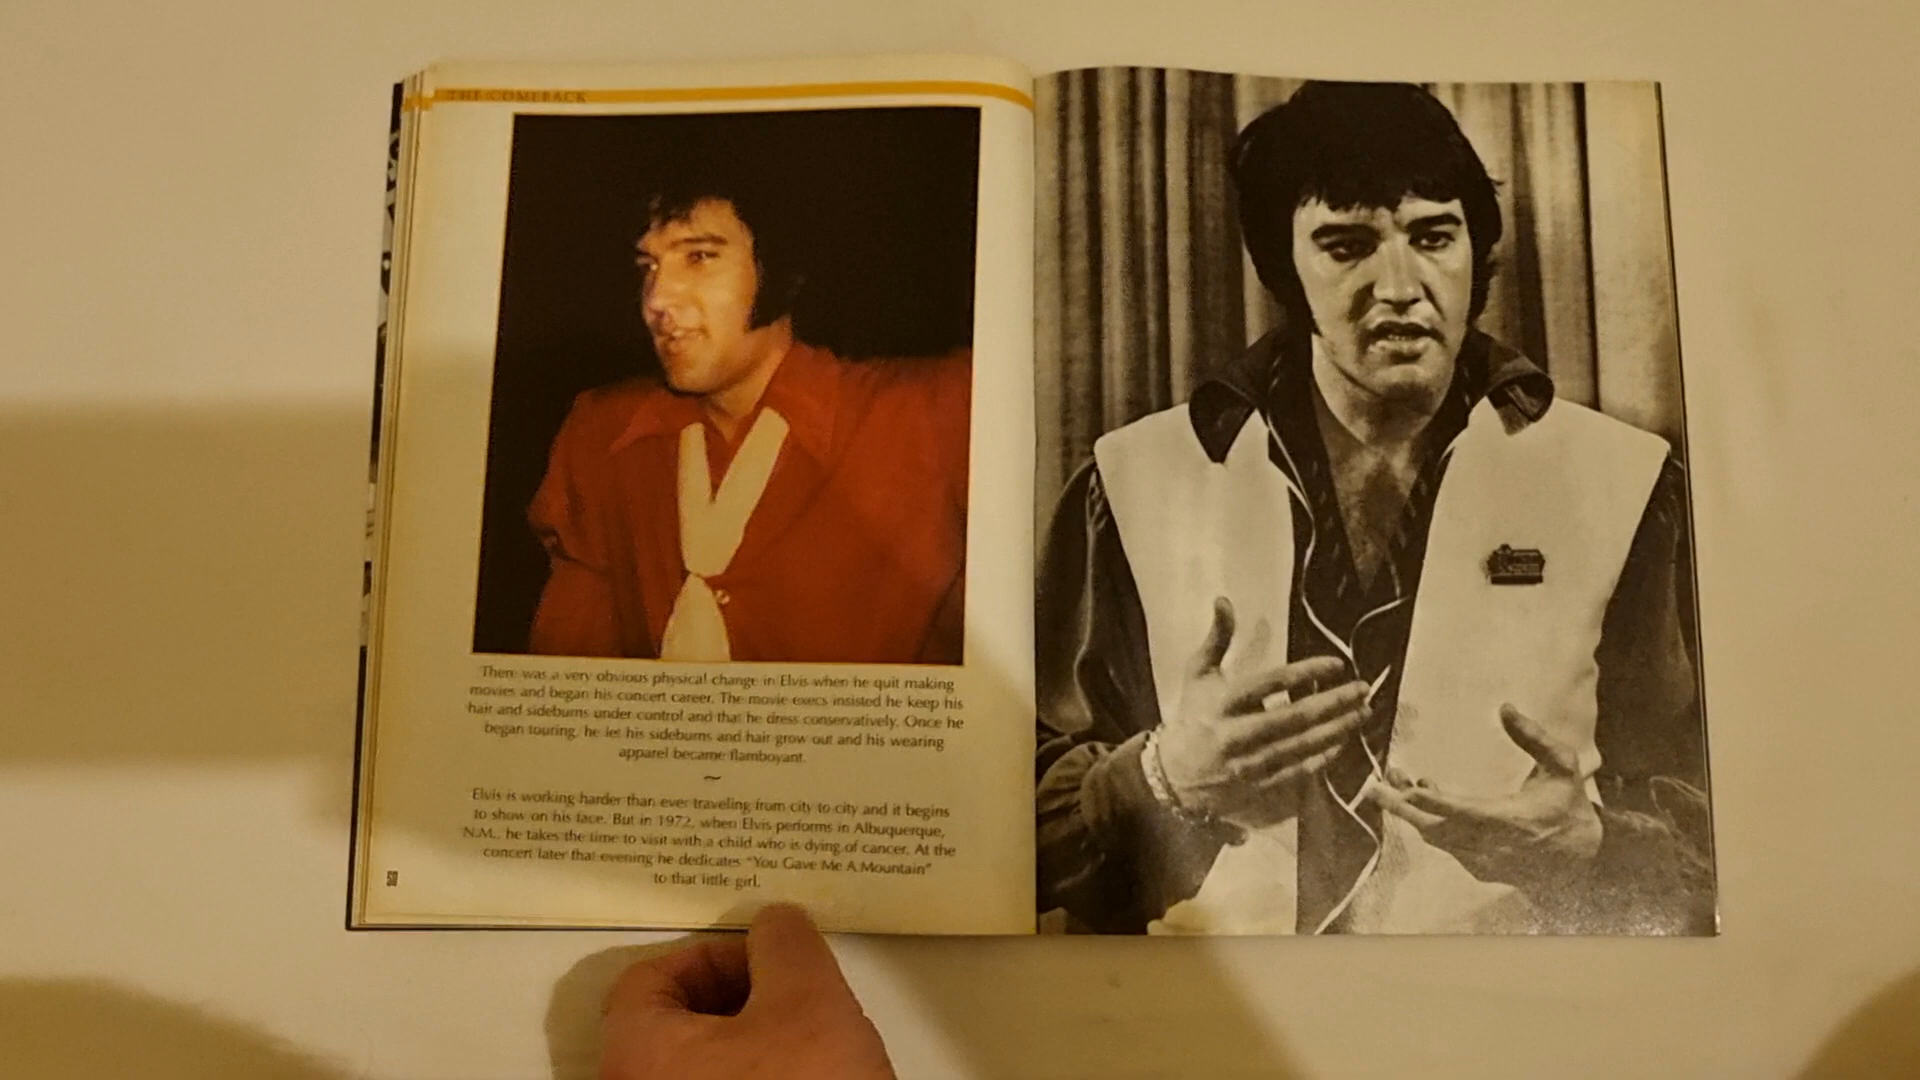 THE COMEBACK
There was a very obvious physical change in Elvis when he quit making
movies and began his concert career. The movie execs insisted he keep his
hair and sideburns under control and that he dress conservatively. Once he
began touring, he let his sideburns and hair grow out and his wearing
apparel became flamboyant.
~
Elvis is working harder than ever traveling from city to city and it begins
to show on his face. But in 1972, when Elvis performs in Albuquerque,
N.M., he takes the time to visit with a child who is dying of cancer. At the
concert later that evening he dedicates “You Gave Me A Mountain”
to that little girl.
50